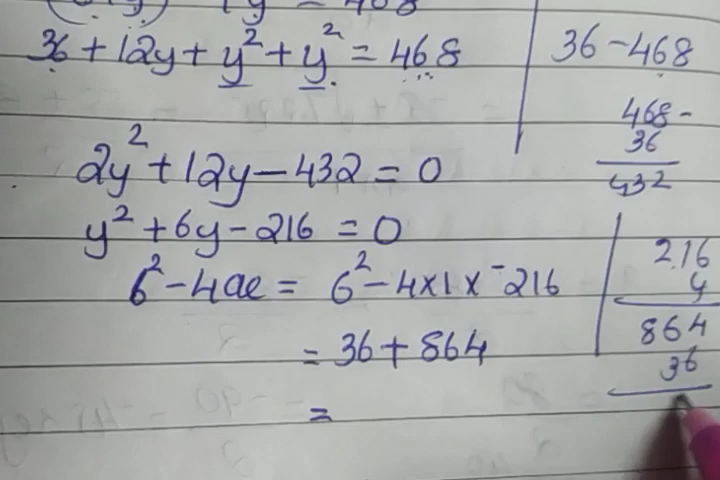 36 + 12y + y² + y² = 468
36 - 468
468 -
36
432
2y² + 12y - 432 = 0
y² + 6y - 216 = 0
6² - 4ac = 6² - 4×1×⁻216
= 36 + 864
=
216
4
864
36